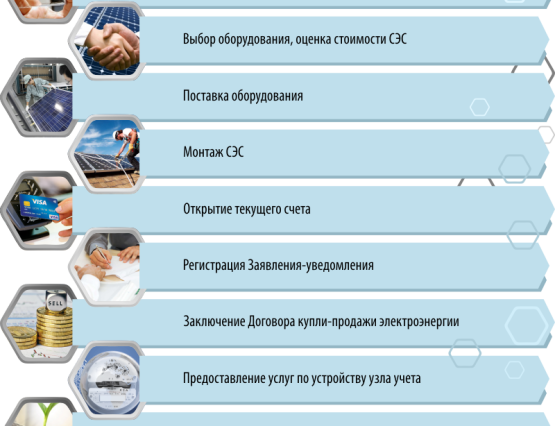 Выбор оборудования, оценка стоимости СЭС
Поставка оборудования
Монтаж СЭС
VISA
Открытие текущего счета
Регистрация Заявления-уведомления
SELL
Заключение Договора купли-продажи электроэнергии
Предоставление услуг по устройству узла учета